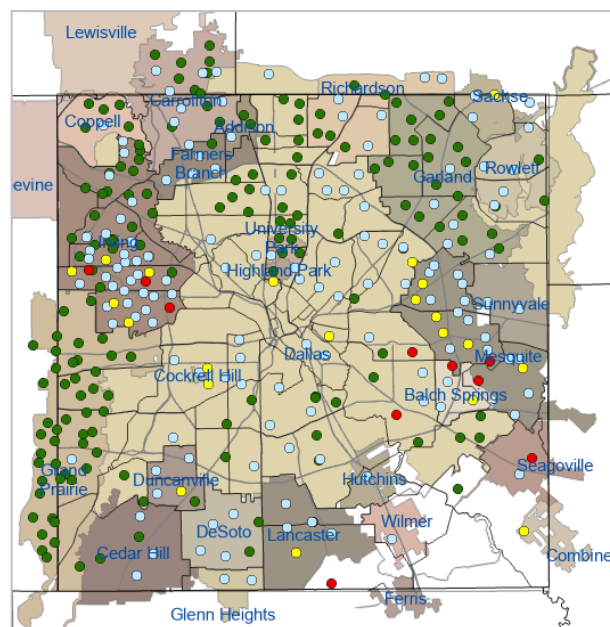 Lewisville
Richardson
Sachse
Carrollton
Coppell
Addison
Farmers
Branch
Rowlett
Garland
evine
University
Park
Irving
Highland Park
Sunnyvale
Dallas
Mesquite
Cockrell Hill
Balch Springs
Seagoville
Grand
Prairie
Duncanville
Hutchins
DeSoto
Lancaster
Wilmer
Cedar Hill
Combine
Ferris
Glenn Heights